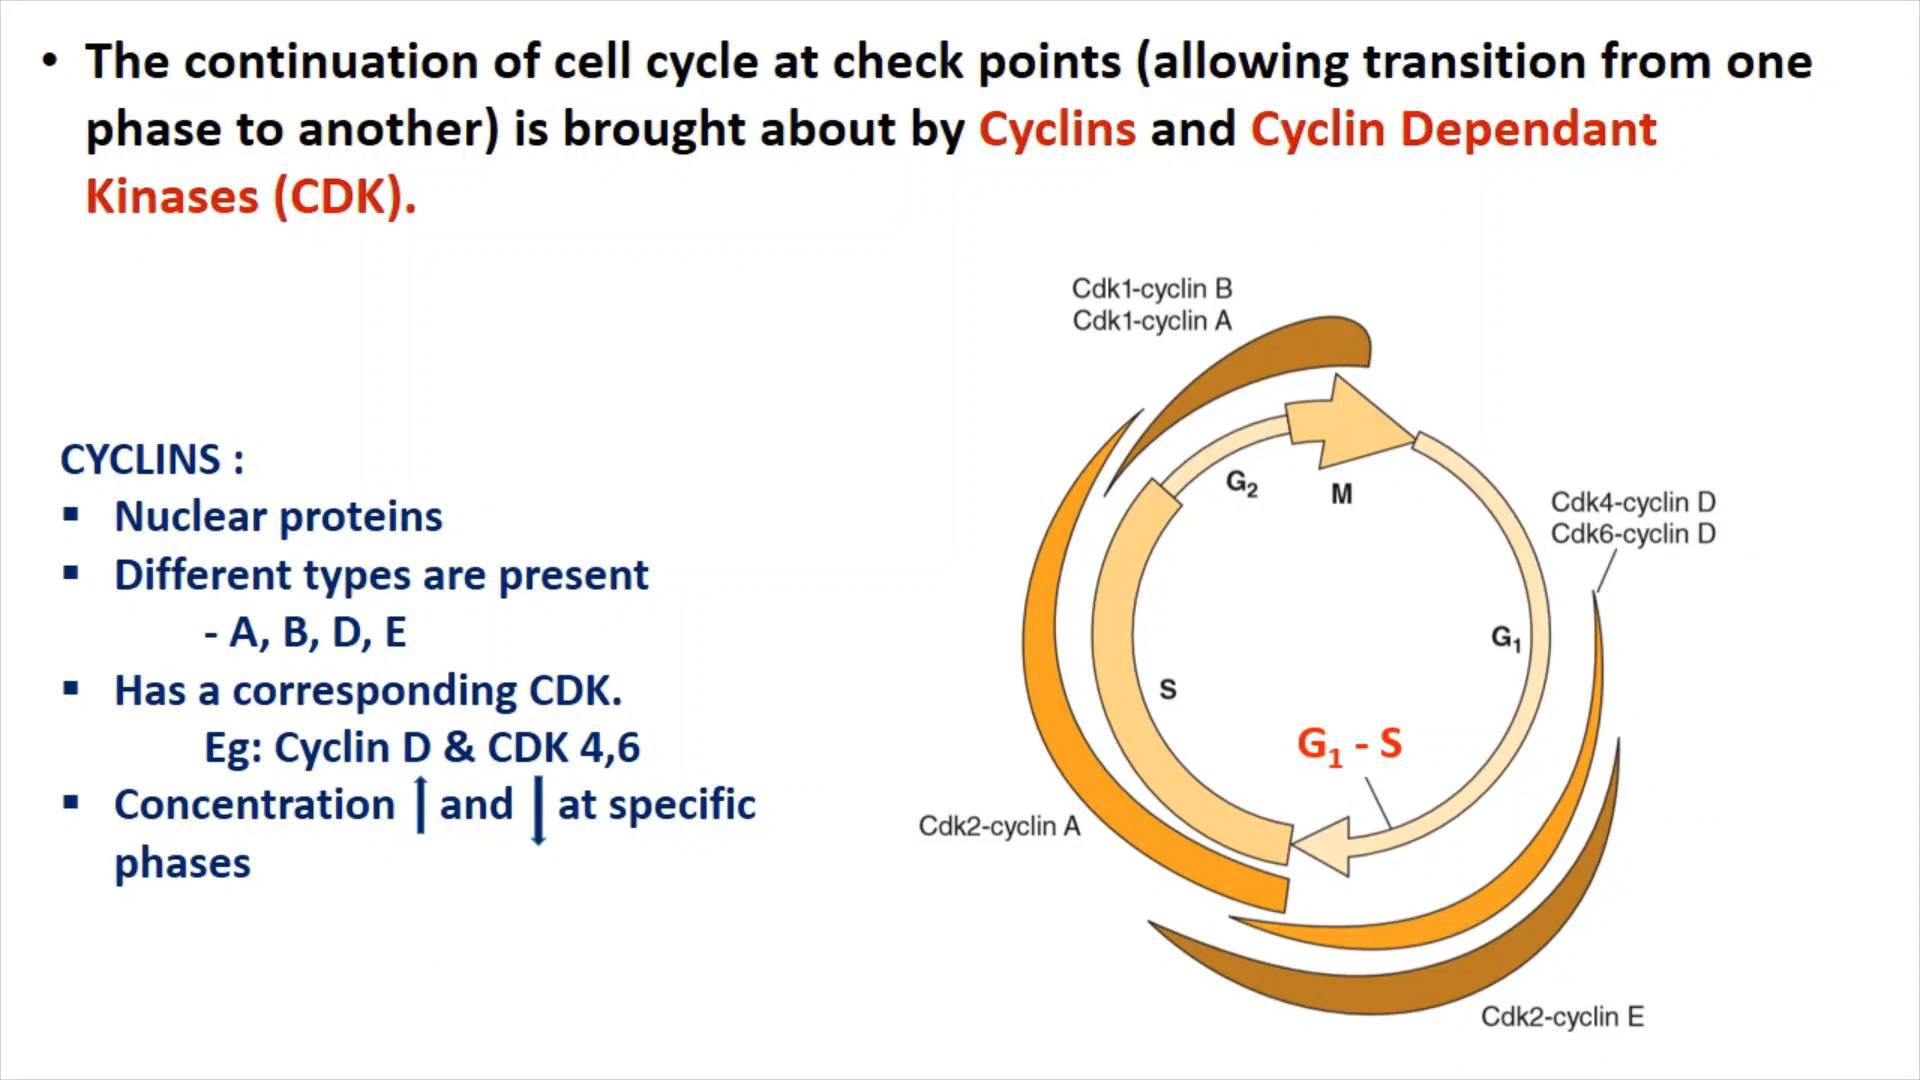 • The continuation of cell cycle at check points (allowing transition from one
phase to another) is brought about by Cyclins and Cyclin Dependant
Kinases (CDK).
CYCLINS :
▪ Nuclear proteins
▪ Different types are present
- A, B, D, E
▪ Has a corresponding CDK.
Eg: Cyclin D & CDK 4,6
▪ Concentration ↑ and ↓ at specific
phases
Cdk1-cyclin B
Cdk1-cyclin A
G₂
M
Cdk4-cyclin D
Cdk6-cyclin D
G₁
S
G₁ - S
Cdk2-cyclin A
Cdk2-cyclin E